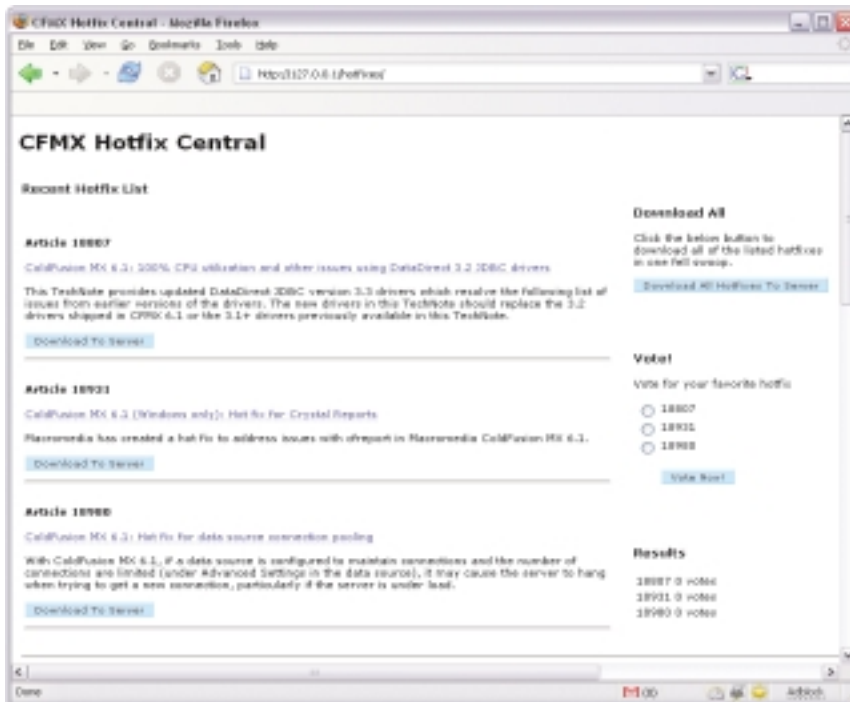 CFMX Hotfix Central - Mozilla Firefox
File Edit View Go Bookmarks Tools Help
http://127.0.0.1/hotfixes/
CFMX Hotfix Central
Recent Hotfix List
Article 18807
ColdFusion MX 6.1: 100% CPU utilization and other issues using DataDirect 3.2 JDBC drivers
This TechNote provides updated DataDirect JDBC version 3.3 drivers which resolve the following list of
issues from earlier versions of the drivers. The new drivers in this TechNote should replace the 3.2
drivers shipped in CFMX 6.1 or the 3.1+ drivers previously available in this TechNote.
Download To Server
Article 18931
ColdFusion MX 6.1 (Windows only): Hot fix for Crystal Reports
Macromedia has created a hot fix to address issues with cfreport in Macromedia ColdFusion MX 6.1.
Download To Server
Article 18980
ColdFusion MX 6.1: Hot fix for data source connection pooling
With ColdFusion MX 6.1, if a data source is configured to maintain connections and the number of
connections are limited (under Advanced Settings in the data source), it may cause the server to hang
when trying to get a new connection, particularly if the server is under load.
Download To Server
Download All
Click the below button to
download all of the listed hotfixes
in one fell swoop.
Download All Hotfixes To Server
Vote!
Vote for your favorite hotfix
18807
18931
18980
Vote Now!
Results
18807 0 votes
18931 0 votes
18980 0 votes
Done
Adblock